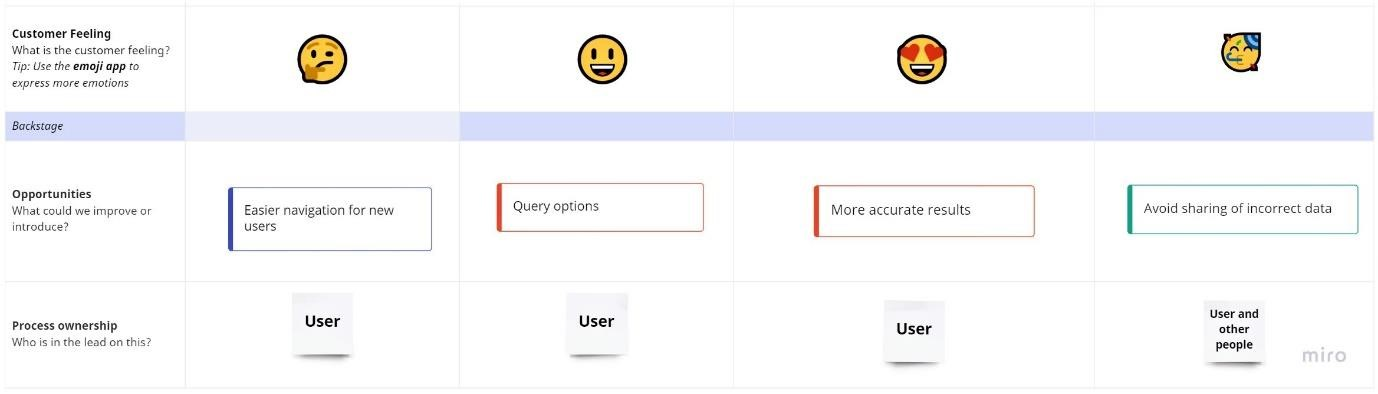 Customer Feeling
What is the customer feeling?
Tip: Use the emoji app to
express more emotions
Backstage
Opportunities
What could we improve or
introduce?
Easier navigation for new
users
Query options
More accurate results
Avoid sharing of incorrect data
Process ownership
Who is in the lead on this?
User
User
User
User and
other
people
miro